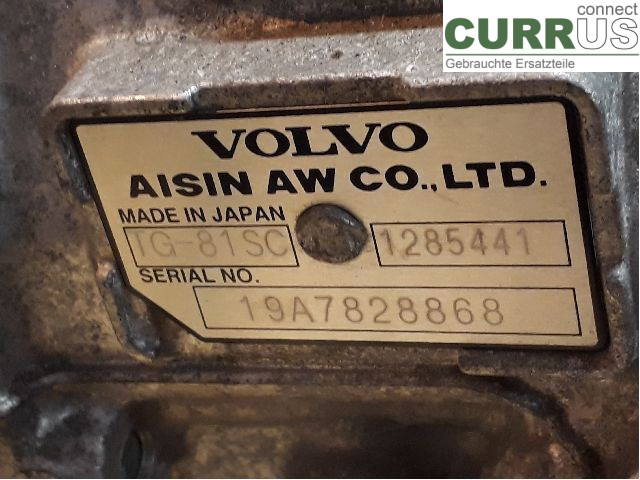 connect
CURRUS
Gebrauchte Ersatzteile
VOLVO
AISIN AW CO., LTD.
MADE IN JAPAN
TG-81SC 1285441
SERIAL NO.
19A7828868